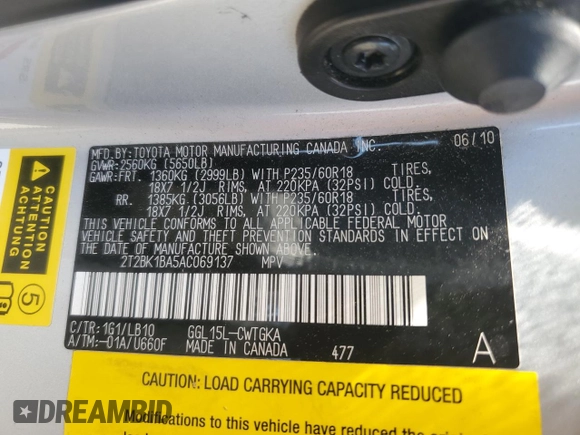 MFD.BY:TOYOTA MOTOR MANUFACTURING CANADA INC. 06/10
GVWR:2560KG (5650LB)
GAWR:FRT. 1360KG (2999LB) WITH P235/60R18 TIRES,
18X7 1/2J RIMS, AT 220KPA (32PSI) COLD.
RR. 1385KG (3056LB) WITH P235/60R18 TIRES,
18X7 1/2J RIMS, AT 220KPA (32PSI) COLD.
THIS VEHICLE CONFORMS TO ALL APPLICABLE FEDERAL MOTOR
VEHICLE SAFETY AND THEFT PREVENTION STANDARDS IN EFFECT ON
THE DATE OF MANUFACTURE SHOWN ABOVE.
2T2BK1BA5AC069137 MPV
C/TR:1G1/LB10 GGL15L-CWTGKA
A/TM:-01A/U660F MADE IN CANADA 477 A
CAUTION
ATTENTION
ACHTUNG
5
CAUTION: LOAD CARRYING CAPACITY REDUCED
Modifications to this vehicle have reduced the
DREAMBID